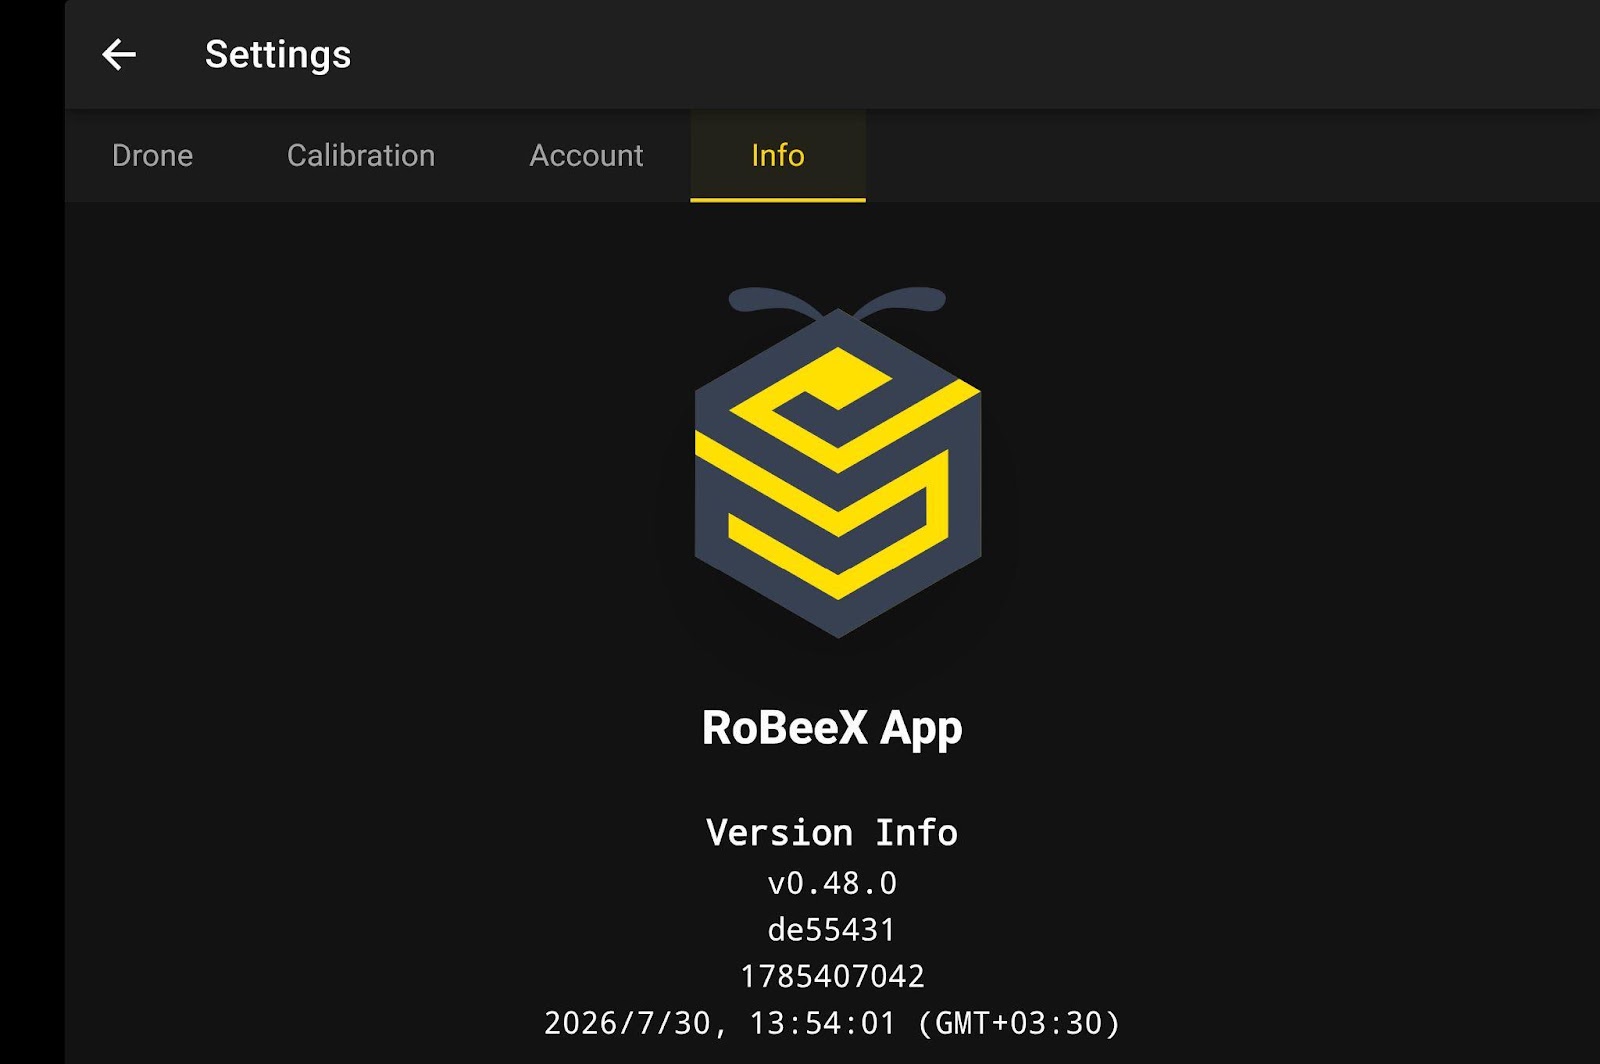 Settings
Drone Calibration Account Info
RoBeeX App
Version Info
v0.48.0
de55431
1785407042
2026/7/30, 13:54:01 (GMT+03:30)